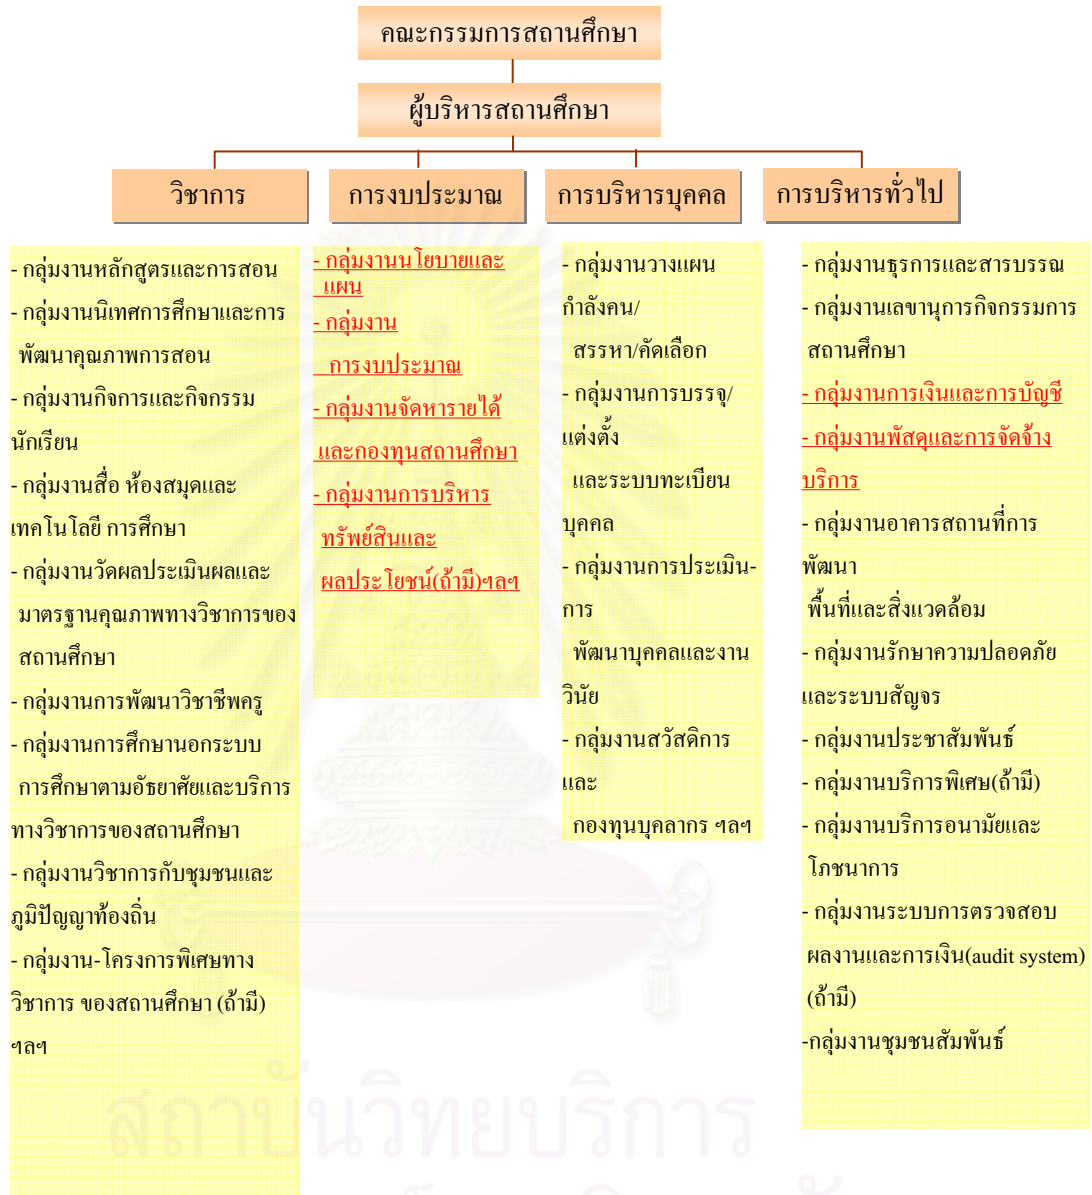 คณะกรรมการสถานศึกษา
ผู้บริหารสถานศึกษา
วิชาการ
การงบประมาณ
การบริหารบุคคล
การบริหารทั่วไป
- กลุ่มงานหลักสูตรและการสอน
- กลุ่มงานนิเทศการศึกษาและการ
พัฒนาคุณภาพการสอน
- กลุ่มงานกิจการและกิจกรรม
นักเรียน
- กลุ่มงานสื่อ ห้องสมุดและ
เทคโนโลยี การศึกษา
- กลุ่มงานวัดผลประเมินผลและ
มาตรฐานคุณภาพทางวิชาการของ
สถานศึกษา
- กลุ่มงานการพัฒนาวิชาชีพครู
- กลุ่มงานการศึกษานอกระบบ
การศึกษาตามอัธยาศัยและบริการ
ทางวิชาการของสถานศึกษา
- กลุ่มงานวิชาการกับชุมชนและ
ภูมิปัญญาท้องถิ่น
- กลุ่มงาน-โครงการพิเศษทาง
วิชาการ ของสถานศึกษา (ถ้ามี)
ฯลฯ
- กลุ่มงานนโยบายและ
แผน
- กลุ่มงาน
การงบประมาณ
- กลุ่มงานจัดหารายได้
และกองทุนสถานศึกษา
- กลุ่มงานการบริหาร
ทรัพย์สินและ
ผลประโยชน์(ถ้ามี)ฯลฯ
- กลุ่มงานวางแผน
กำลังคน/
สรรหา/คัดเลือก
- กลุ่มงานการบรรจุ/
แต่งตั้ง
และระบบทะเบียน
บุคคล
- กลุ่มงานการประเมิน-
การ
พัฒนาบุคคลและงาน
วินัย
- กลุ่มงานสวัสดิการ
และ
กองทุนบุคลากร ฯลฯ
- กลุ่มงานธุรการและสารบรรณ
- กลุ่มงานเลขานุการกิจกรรมการ
สถานศึกษา
- กลุ่มงานการเงินและการบัญชี
- กลุ่มงานพัสดุและการจัดจ้าง
บริการ
- กลุ่มงานอาคารสถานที่การ
พัฒนา
พื้นที่และสิ่งแวดล้อม
- กลุ่มงานรักษาความปลอดภัย
และระบบสัญจร
- กลุ่มงานประชาสัมพันธ์
- กลุ่มงานบริการพิเศษ(ถ้ามี)
- กลุ่มงานบริการอนามัยและ
โภชนาการ
- กลุ่มงานระบบการตรวจสอบ
ผลงานและการเงิน(audit system)
(ถ้ามี)
-กลุ่มงานชุมชนสัมพันธ์
สถาบันวิทยบริการ